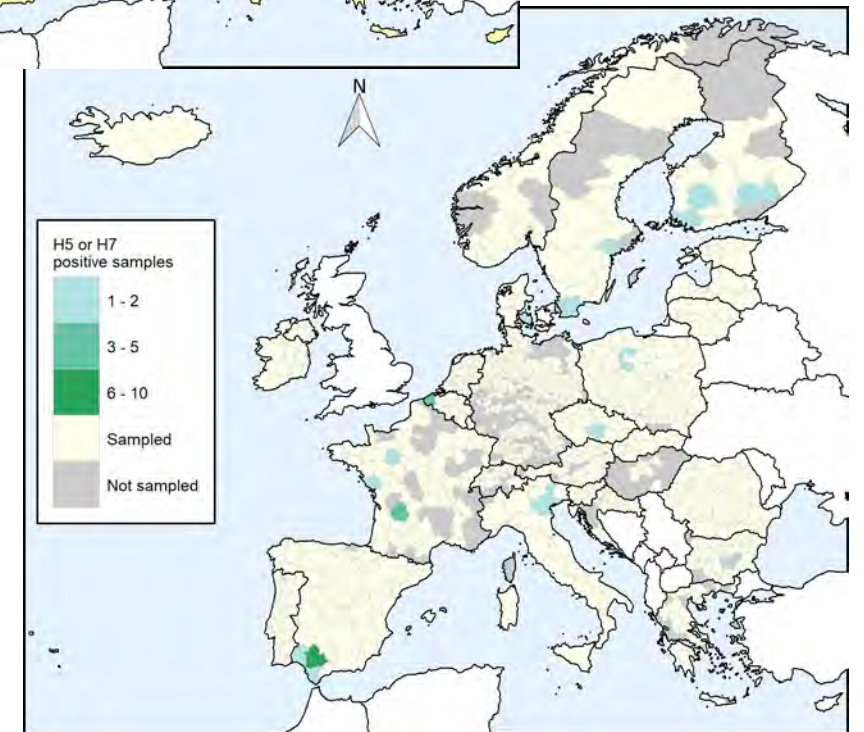 N
H5 or H7
positive samples
1 - 2
3 - 5
6 - 10
Sampled
Not sampled